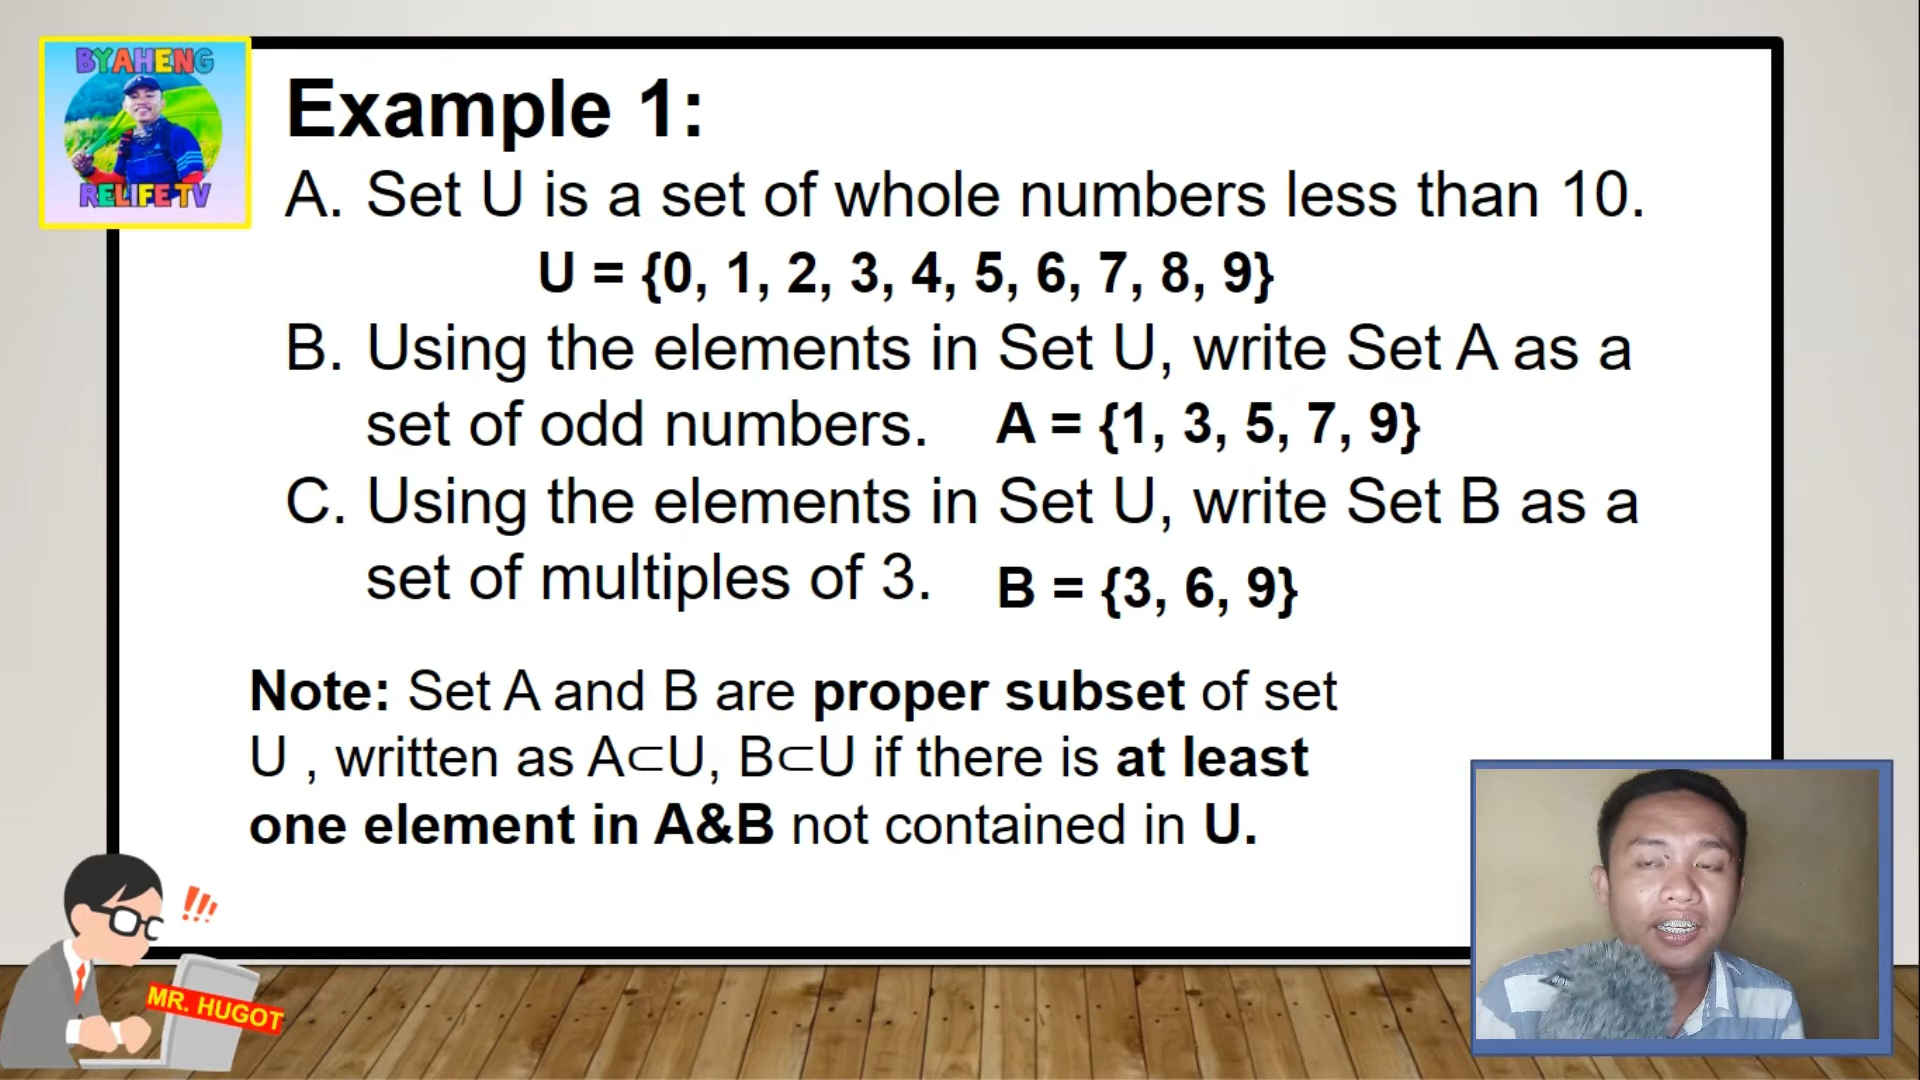 BYAHENG
RELIFE TV
Example 1:
A. Set U is a set of whole numbers less than 10.
U = {0, 1, 2, 3, 4, 5, 6, 7, 8, 9}
B. Using the elements in Set U, write Set A as a
set of odd numbers. A = {1, 3, 5, 7, 9}
C. Using the elements in Set U, write Set B as a
set of multiples of 3. B = {3, 6, 9}
Note: Set A and B are proper subset of set
U , written as A⊂U, B⊂U if there is at least
one element in A&B not contained in U.
!!!
MR. HUGOT